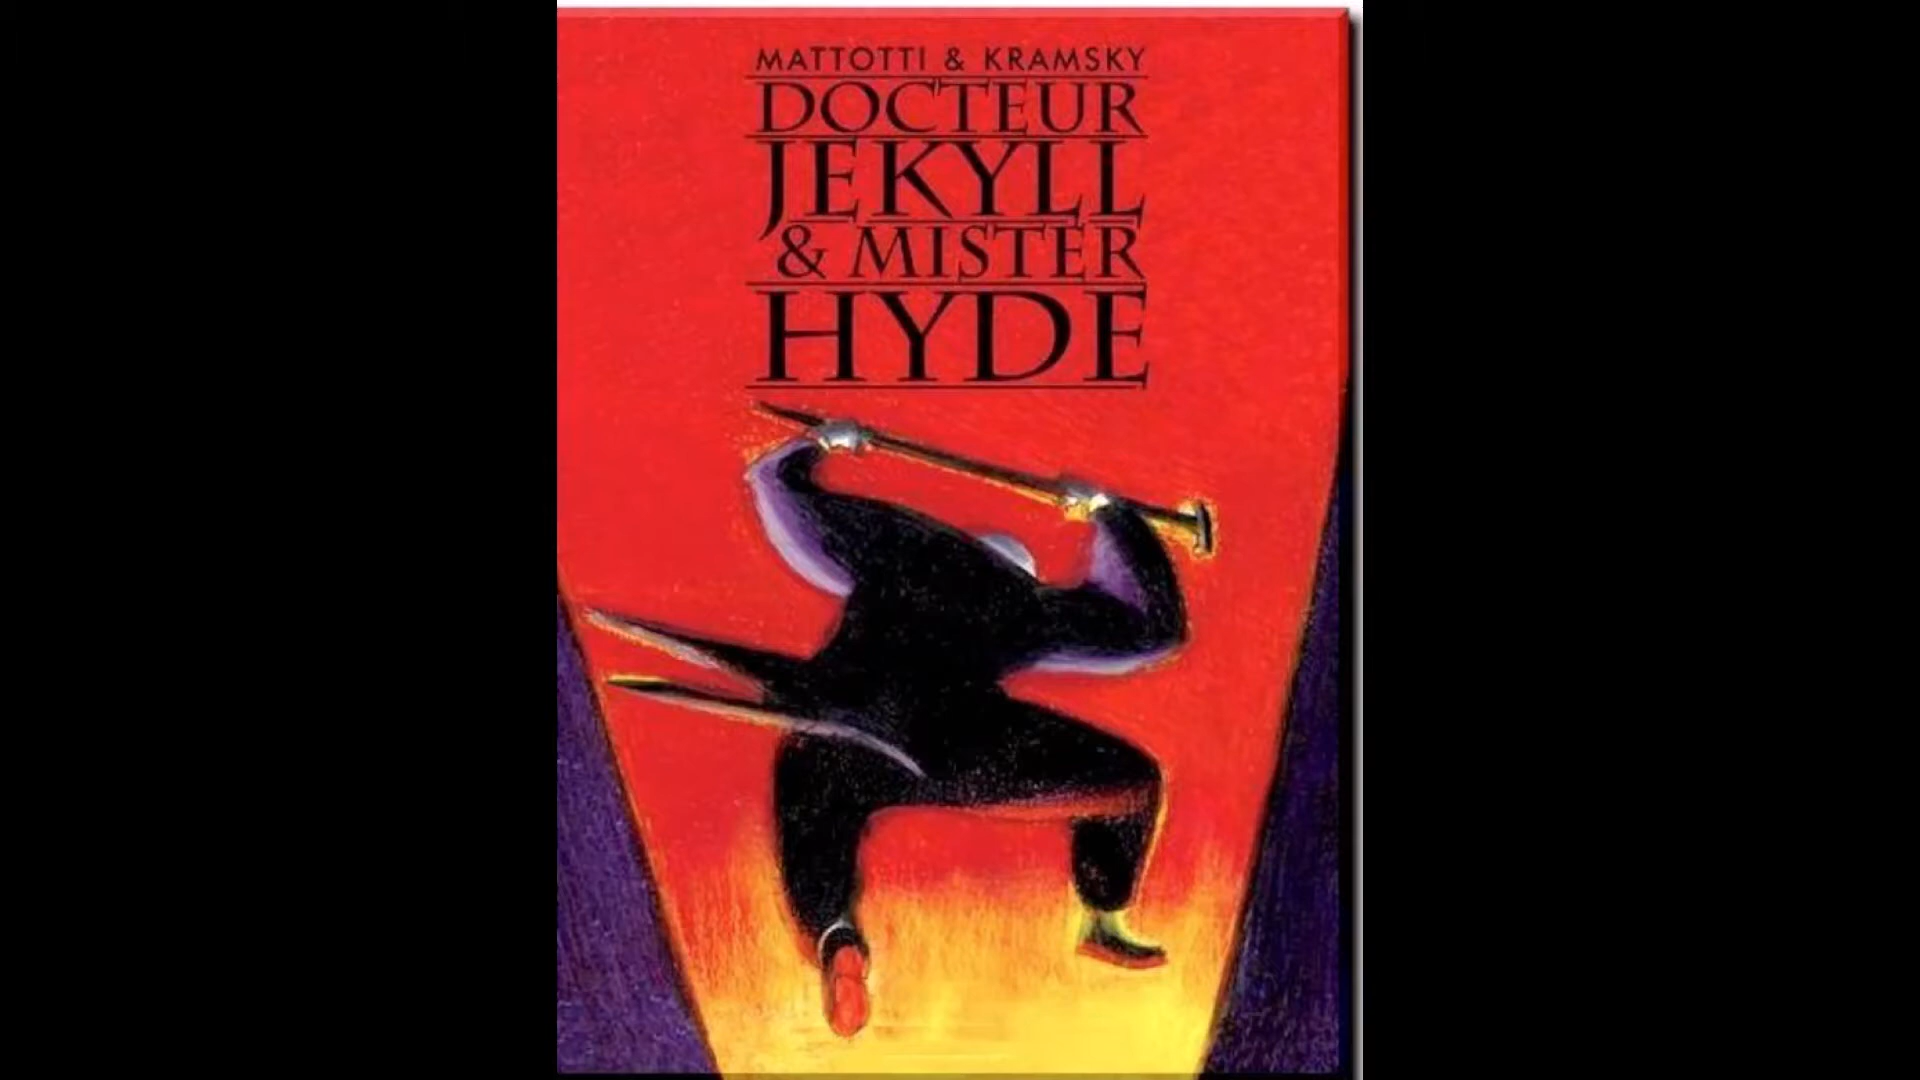 MATTOTTI & KRAMSKY
DOCTEUR
JEKYLL
& MISTER
HYDE